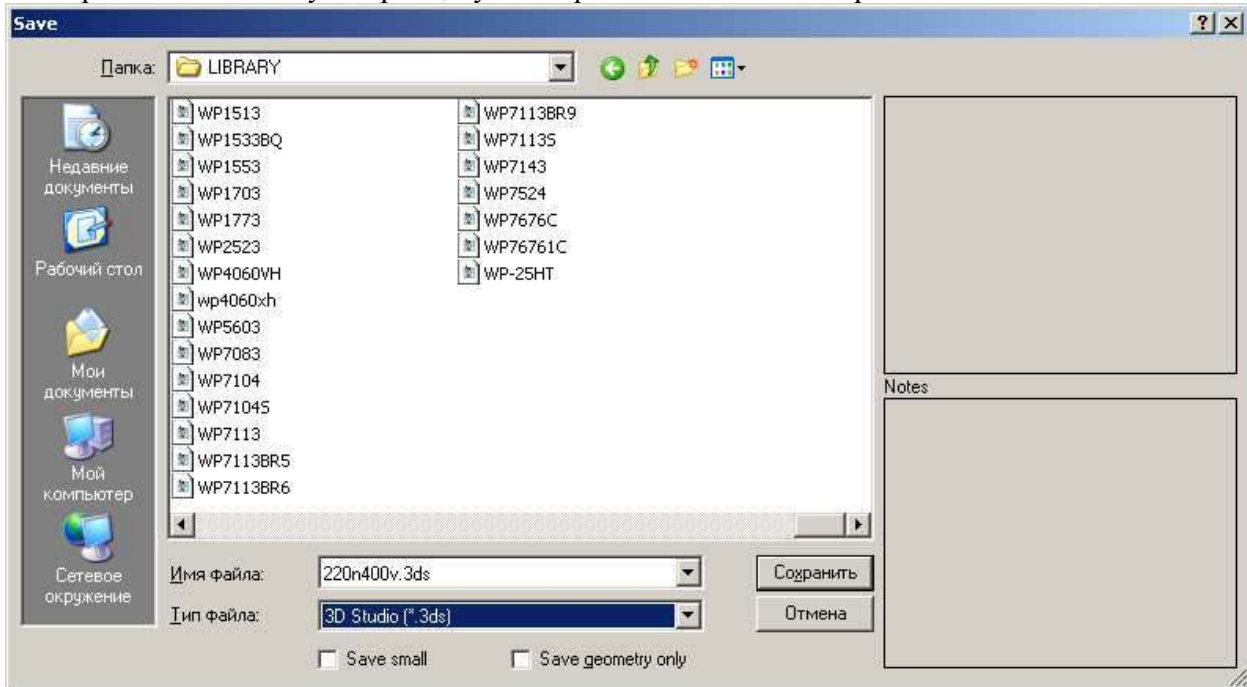 Save
Папка: LIBRARY
Недавние
документы
Рабочий стол
Мои
документы
Мой
компьютер
Сетевое
окружение
WP1513
WP1533BQ
WP1553
WP1703
WP1773
WP2523
WP4060VH
wp4060xh
WP5603
WP7083
WP7104
WP7104S
WP7113
WP7113BR5
WP7113BR6
WP7113BR9
WP7113S
WP7143
WP7524
WP7676C
WP76761C
WP-25HT
Notes
Имя файла: 220n400v.3ds Сохранить
Тип файла: 3D Studio (*.3ds) Отмена
Save small Save geometry only